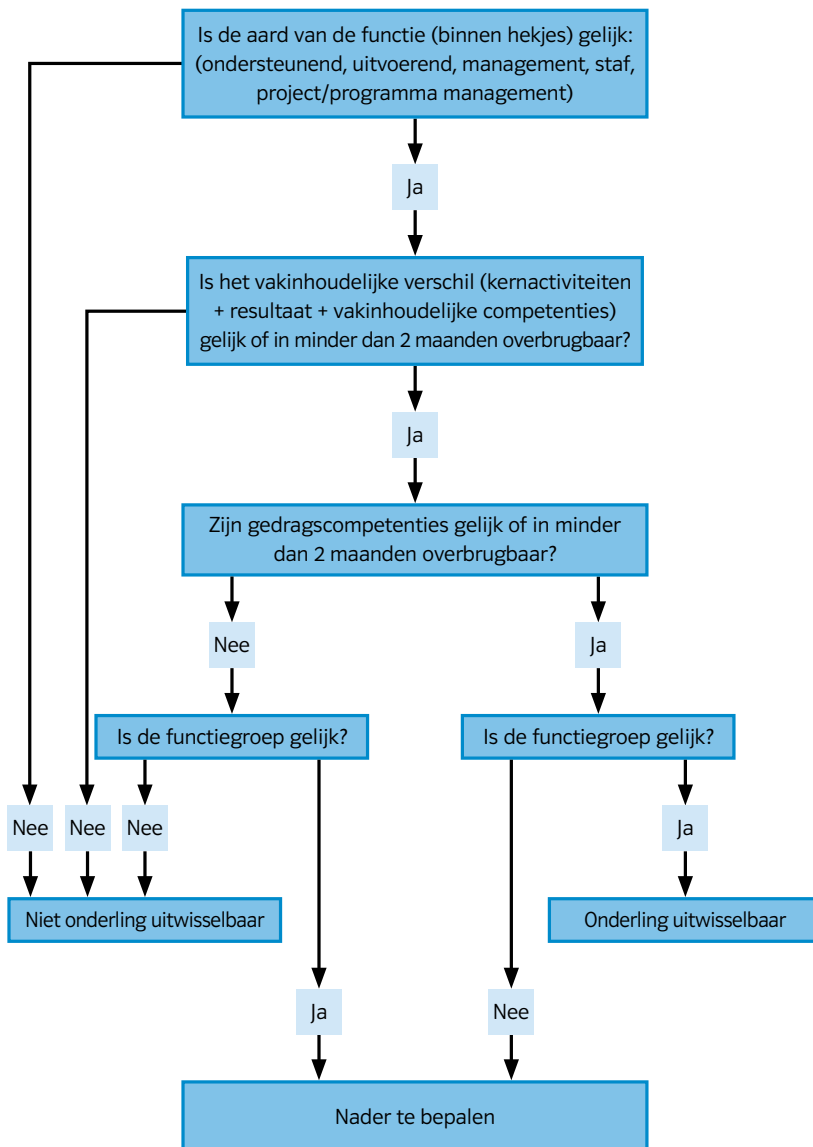 Is de aard van de functie (binnen hekjes) gelijk:
(ondersteunend, uitvoerend, management, staf,
project/programma management)
Ja
Is het vakinhoudelijke verschil (kernactiviteiten
+ resultaat + vakinhoudelijke competenties)
gelijk of in minder dan 2 maanden overbrugbaar?
Ja
Zijn gedragscompetenties gelijk of in minder
dan 2 maanden overbrugbaar?
Nee
Ja
Is de functiegroep gelijk?
Is de functiegroep gelijk?
Nee
Nee
Nee
Ja
Niet onderling uitwisselbaar
Onderling uitwisselbaar
Ja
Nee
Nader te bepalen